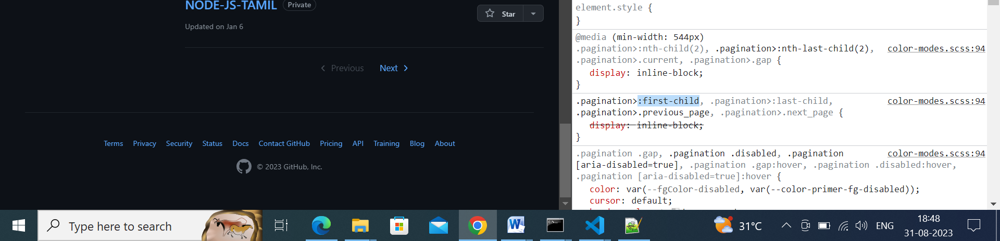 NODE-JS-TAMIL Private
Star
Updated on Jan 6
Previous Next
Terms Privacy Security Status Docs Contact GitHub Pricing API Training Blog About
© 2023 GitHub, Inc.
element.style {
}
@media (min-width: 544px)
.pagination>:nth-child(2), .pagination>:nth-last-child(2), color-modes.scss:94
.pagination>.current, .pagination>.gap {
display: inline-block;
}
.pagination>:first-child, .pagination>:last-child, color-modes.scss:94
.pagination>.previous_page, .pagination>.next_page {
display: inline-block;
}
.pagination .gap, .pagination .disabled, .pagination color-modes.scss:94
[aria-disabled=true], .pagination .gap:hover, .pagination .disabled:hover,
.pagination [aria-disabled=true]:hover {
color: var(--fgColor-disabled, var(--color-primer-fg-disabled));
cursor: default;
Type here to search
31°C
ENG
18:48
31-08-2023